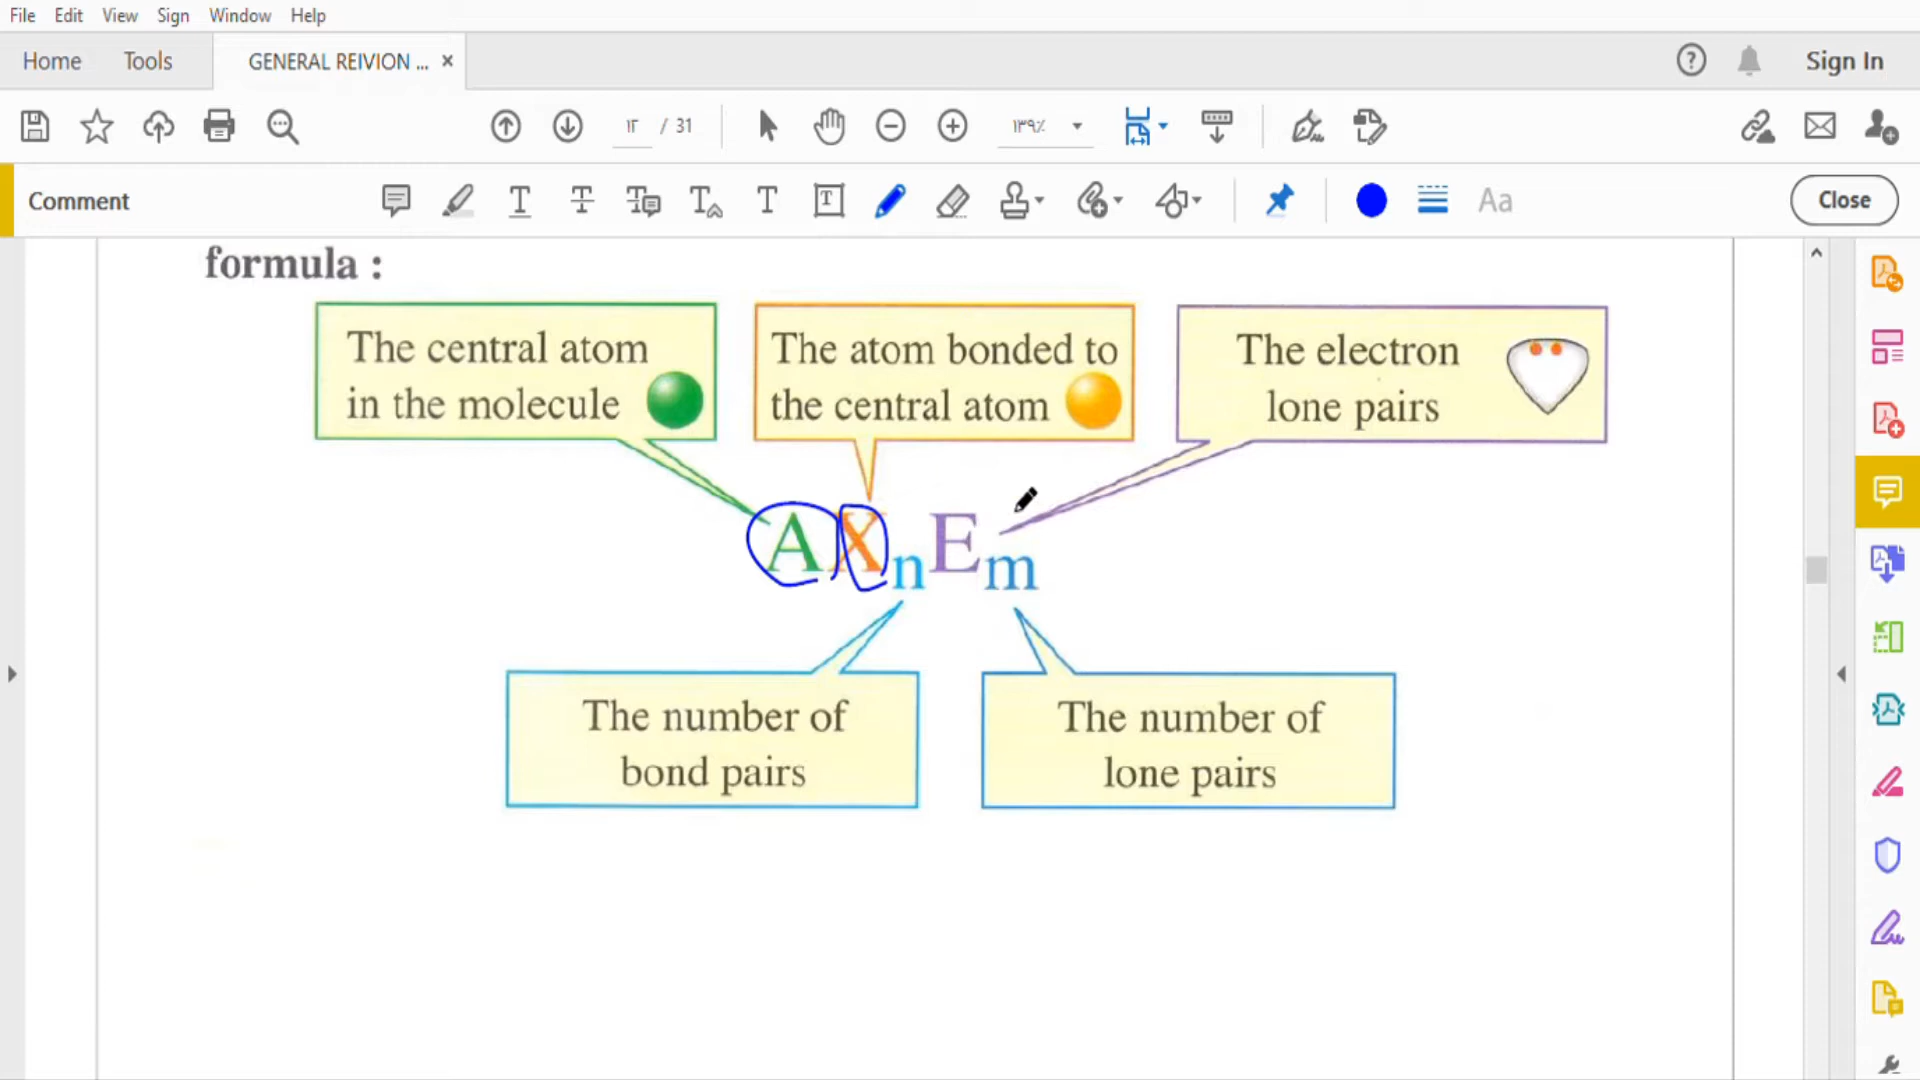 File Edit View Sign Window Help
Home Tools GENERAL REIVION ... × Sign In
١٢ / 31 ١٣٩٪
Comment Aa Close
formula :
The central atom
in the molecule
The atom bonded to
the central atom
The electron
lone pairs
AXnEm
The number of
bond pairs
The number of
lone pairs